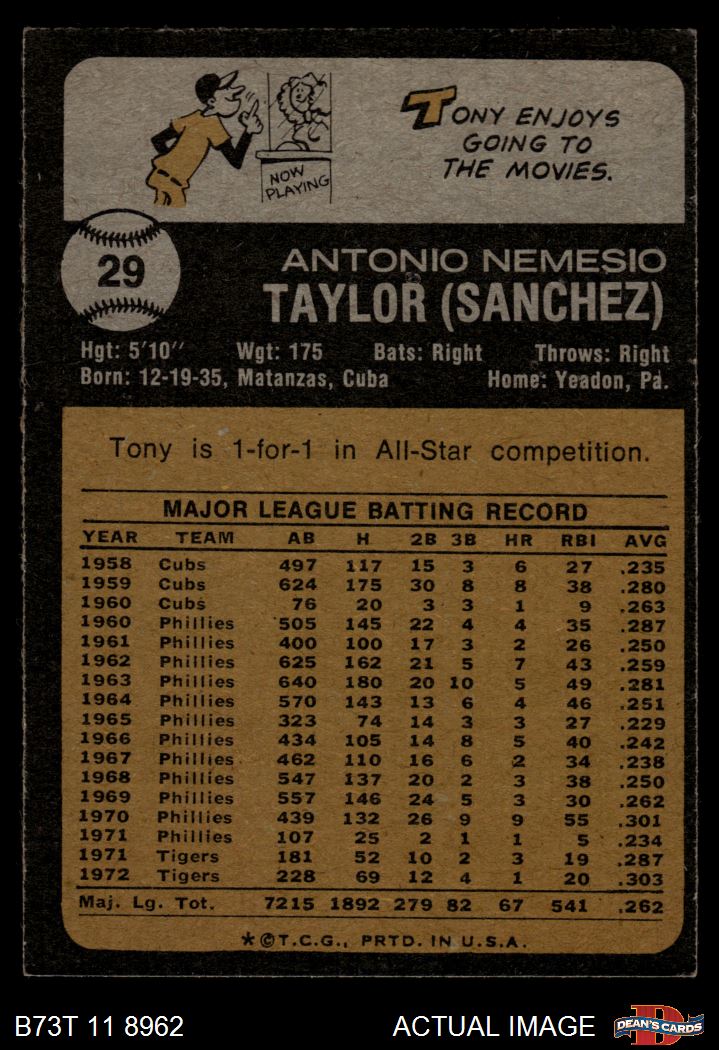 TONY ENJOYS
GOING TO
THE MOVIES.
NOW
PLAYING
29
ANTONIO NEMESIO
TAYLOR (SANCHEZ)
Hgt: 5'10" Wgt: 175 Bats: Right Throws: Right
Born: 12-19-35, Matanzas, Cuba Home: Yeadon, Pa.
Tony is 1-for-1 in All-Star competition.
MAJOR LEAGUE BATTING RECORD
YEAR TEAM AB H 2B 3B HR RBI AVG
1958 Cubs 497 117 15 3 6 27 .235
1959 Cubs 624 175 30 8 8 38 .280
1960 Cubs 76 20 3 3 1 9 .263
1960 Phillies 505 145 22 4 4 35 .287
1961 Phillies 400 100 17 3 2 26 .250
1962 Phillies 625 162 21 5 7 43 .259
1963 Phillies 640 180 20 10 5 49 .281
1964 Phillies 570 143 13 6 4 46 .251
1965 Phillies 323 74 14 3 3 27 .229
1966 Phillies 434 105 14 8 5 40 .242
1967 Phillies 462 110 16 6 2 34 .238
1968 Phillies 547 137 20 2 3 38 .250
1969 Phillies 557 146 24 5 3 30 .262
1970 Phillies 439 132 26 9 9 55 .301
1971 Phillies 107 25 2 1 1 5 .234
1971 Tigers 181 52 10 2 3 19 .287
1972 Tigers 228 69 12 4 1 20 .303
Maj. Lg. Tot. 7215 1892 279 82 67 541 .262
*©T.C.G., PRTD. IN U.S.A.
B73T 11 8962 ACTUAL IMAGE
D
DEAN'S CARDS